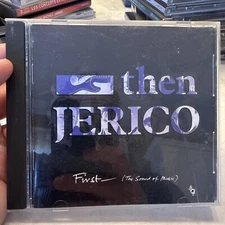 then
JERICO
First (The Sound of Music)